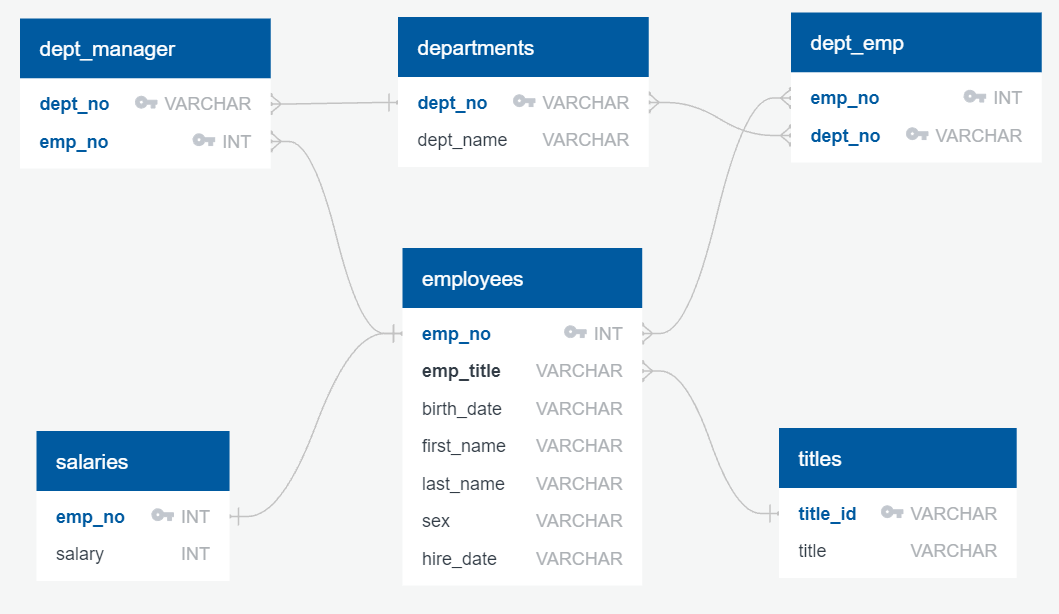 dept_manager
dept_no VARCHAR
emp_no INT
departments
dept_no VARCHAR
dept_name VARCHAR
dept_emp
emp_no INT
dept_no VARCHAR
employees
emp_no INT
emp_title VARCHAR
birth_date VARCHAR
first_name VARCHAR
last_name VARCHAR
sex VARCHAR
hire_date VARCHAR
salaries
emp_no INT
salary INT
titles
title_id VARCHAR
title VARCHAR